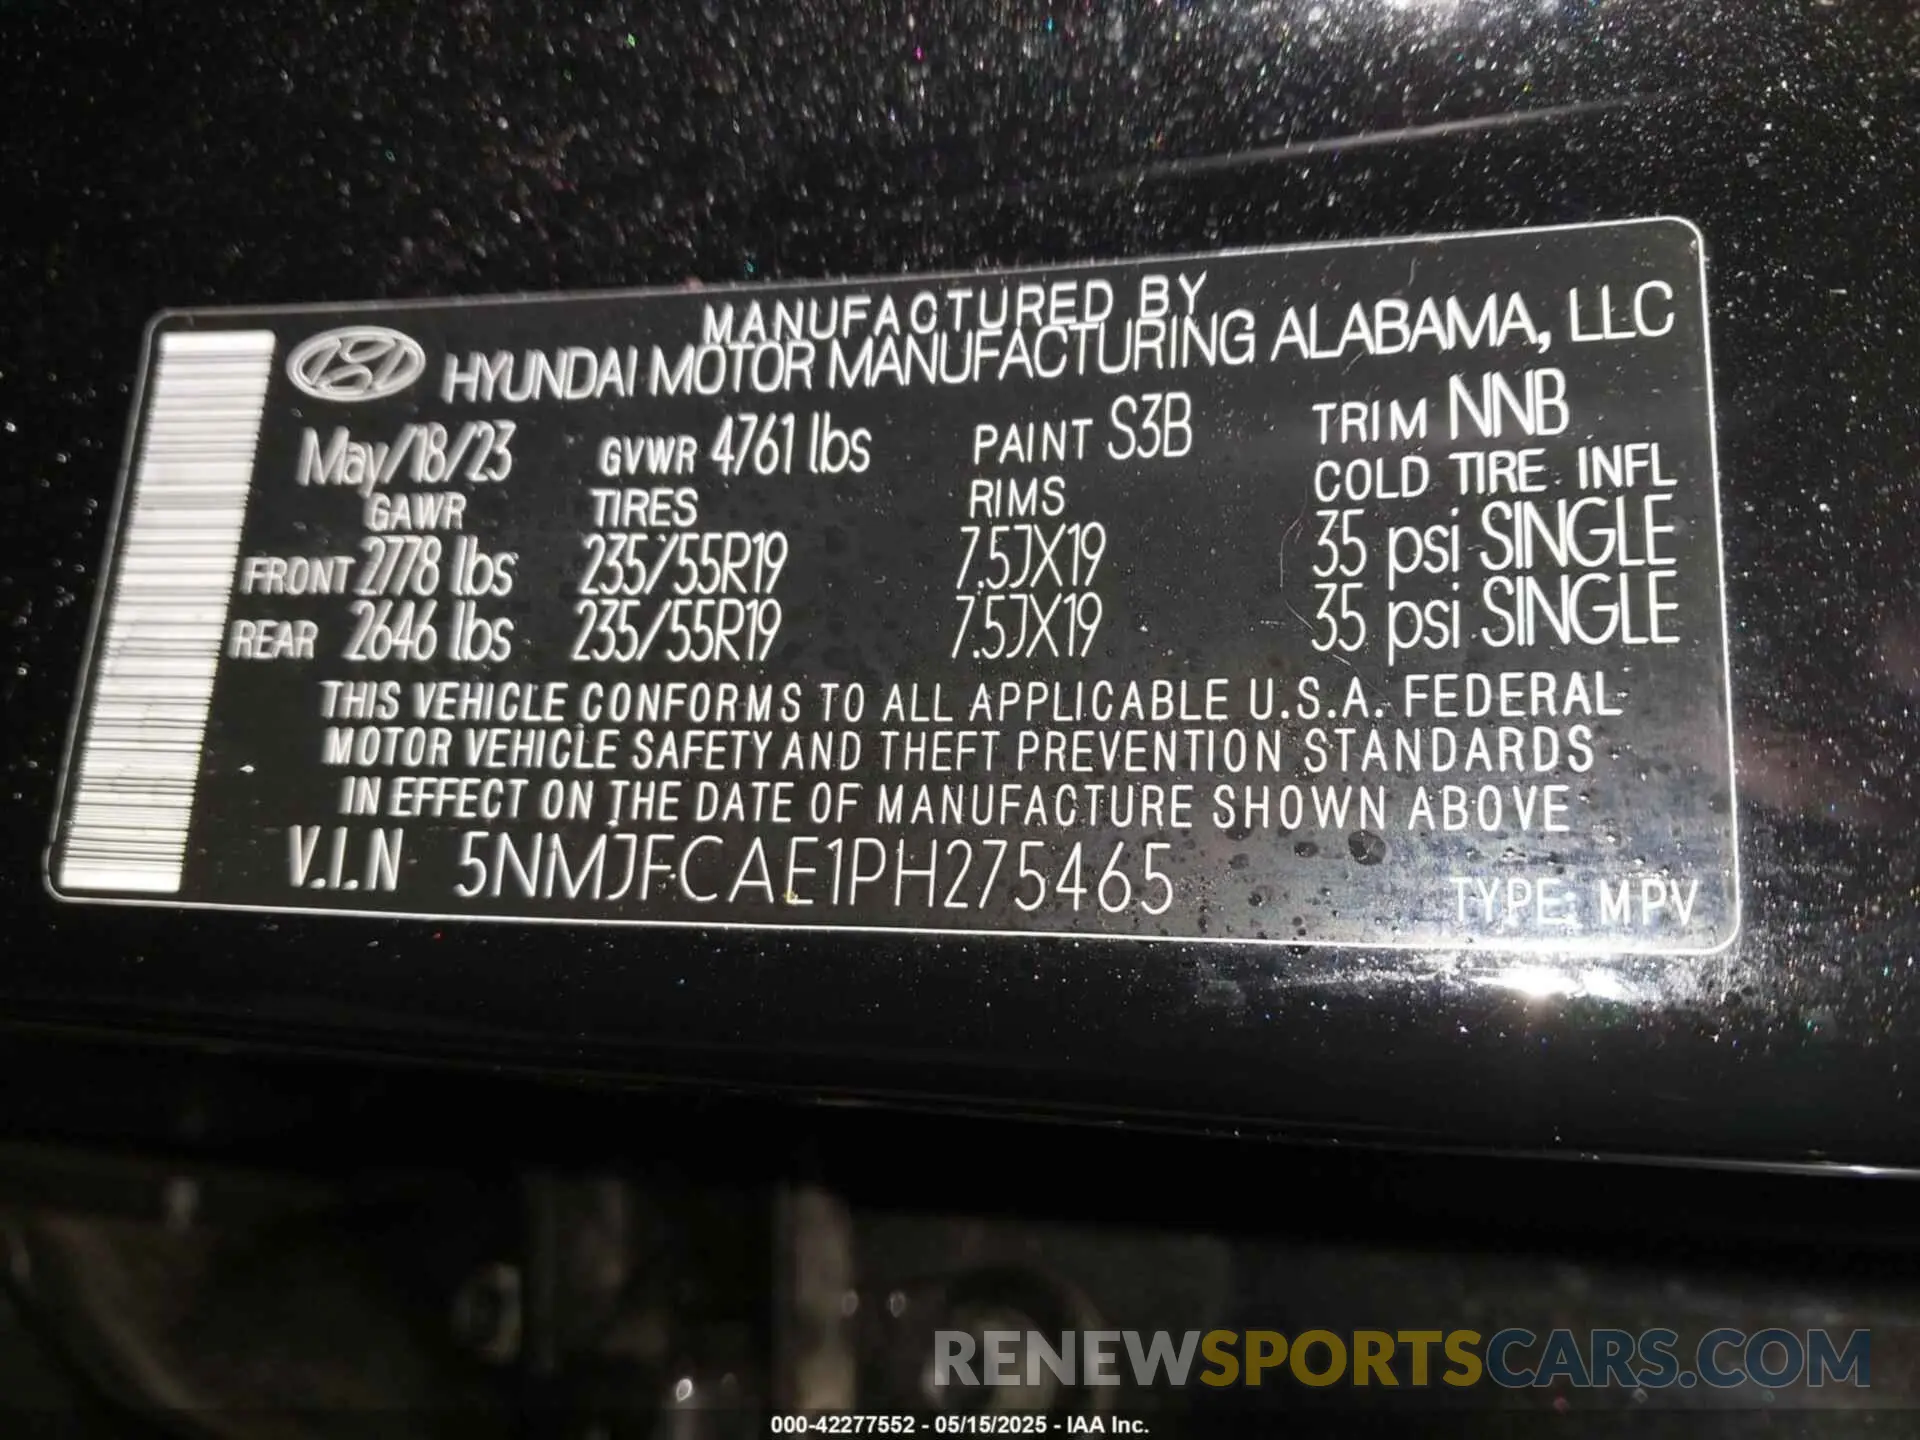 MANUFACTURED BY
HYUNDAI MOTOR MANUFACTURING ALABAMA, LLC
May/18/23 GVWR 4761 lbs PAINT S3B TRIM NNB
GAWR TIRES RIMS COLD TIRE INFL
FRONT 2778 lbs 235/55R19 7.5JX19 35 psi SINGLE
REAR 2646 lbs 235/55R19 7.5JX19 35 psi SINGLE
THIS VEHICLE CONFORMS TO ALL APPLICABLE U.S.A. FEDERAL
MOTOR VEHICLE SAFETY AND THEFT PREVENTION STANDARDS
IN EFFECT ON THE DATE OF MANUFACTURE SHOWN ABOVE
V.I.N 5NMJFCAE1PH275465 TYPE: MPV
RENEWSPORTSCARS.COM
000-42277552 - 05/15/2025 - IAA Inc.